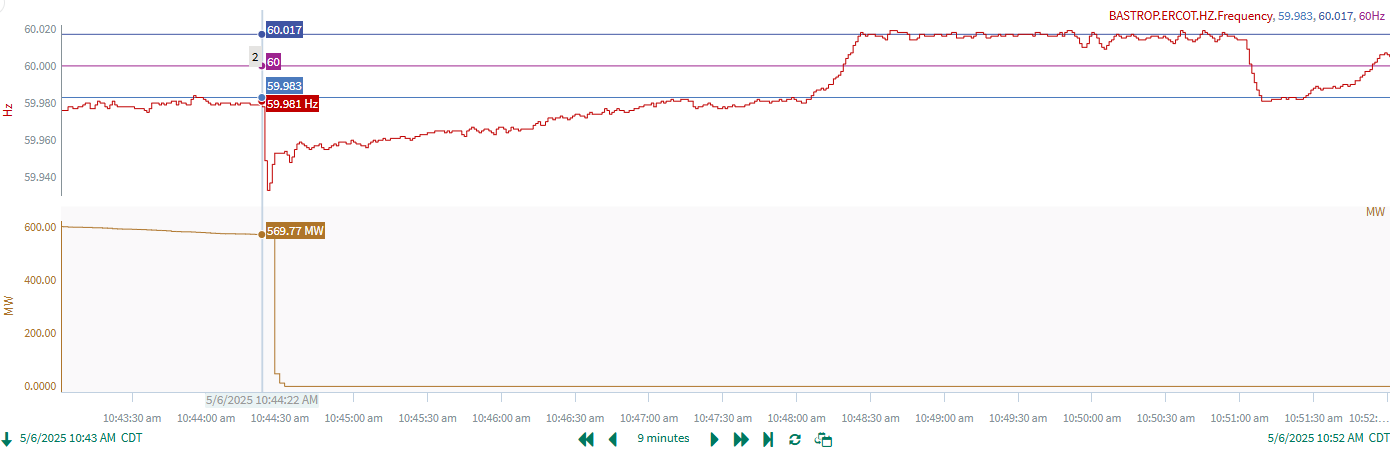 BASTROP.ERCOT.HZ.Frequency, 59.983, 60.017, 60Hz
60.020
60.017
2
60
60.000
59.983
59.980
59.981 Hz
Hz
59.960
59.940
MW
600.00
569.77 MW
400.00
MW
200.00
0.0000
5/6/2025 10:44:22 AM
10:43:30 am 10:44:00 am 10:44:30 am 10:45:00 am 10:45:30 am 10:46:00 am 10:46:30 am 10:47:00 am 10:47:30 am 10:48:00 am 10:48:30 am 10:49:00 am 10:49:30 am 10:50:00 am 10:50:30 am 10:51:00 am 10:51:30 am 10:52:...
5/6/2025 10:43 AM CDT 9 minutes 5/6/2025 10:52 AM CDT